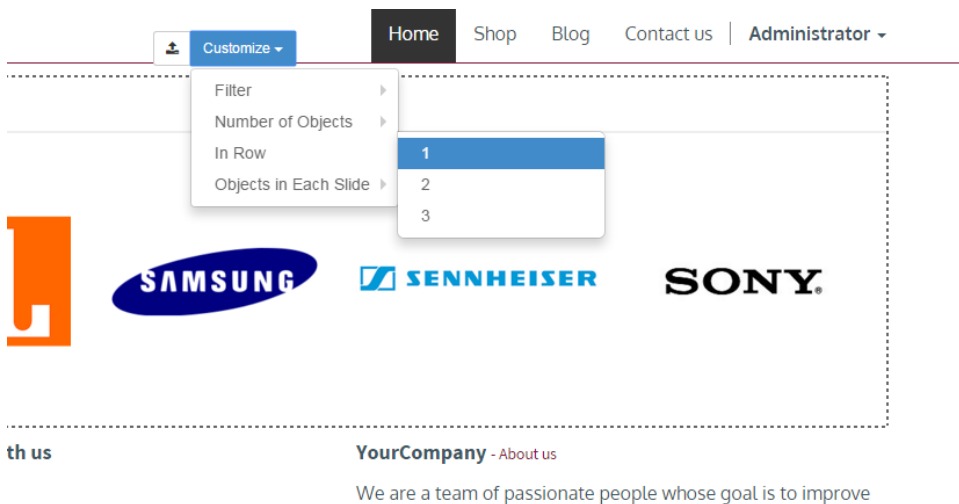 Customize
Home Shop Blog Contact us Administrator
Filter
Number of Objects
In Row
Objects in Each Slide
1
2
3
SAMSUNG
SENNHEISER
SONY®
th us
YourCompany - About us
We are a team of passionate people whose goal is to improve